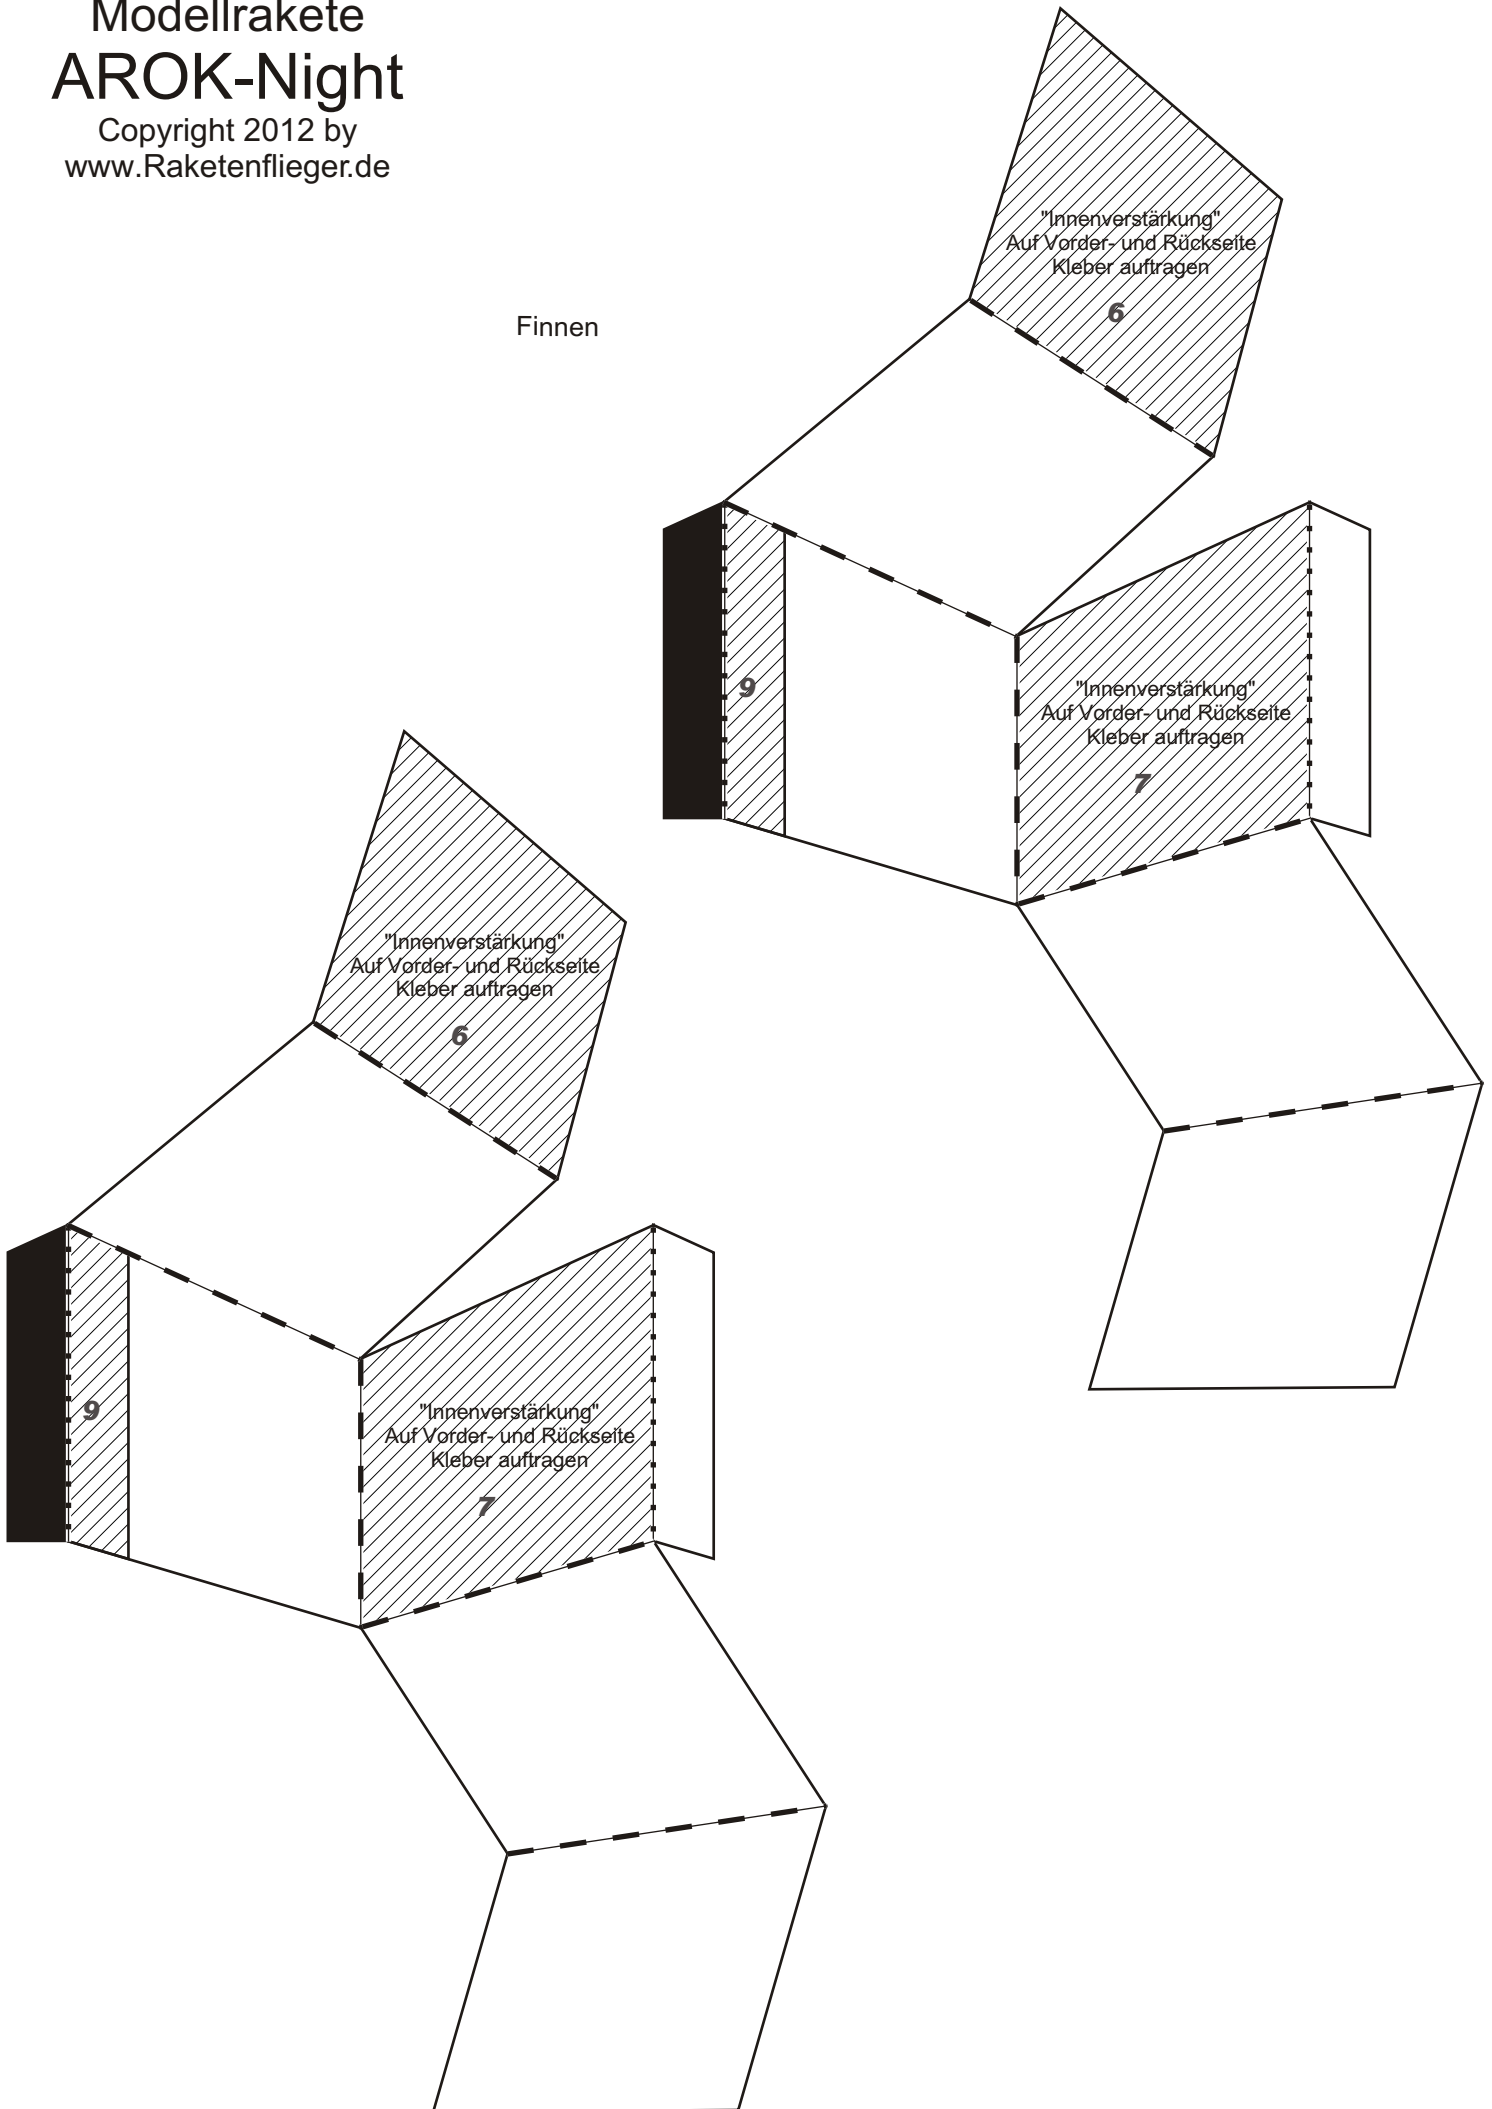 Modellrakete
AROK-Night
Copyright 2012 by
www.Raketenflieger.de
Finnen
"Innenverstärkung"
Auf Vorder- und Rückseite
Kleber auftragen
6
9
"Innenverstärkung"
Auf Vorder- und Rückseite
Kleber auftragen
7
"Innenverstärkung"
Auf Vorder- und Rückseite
Kleber auftragen
6
9
"Innenverstärkung"
Auf Vorder- und Rückseite
Kleber auftragen
7